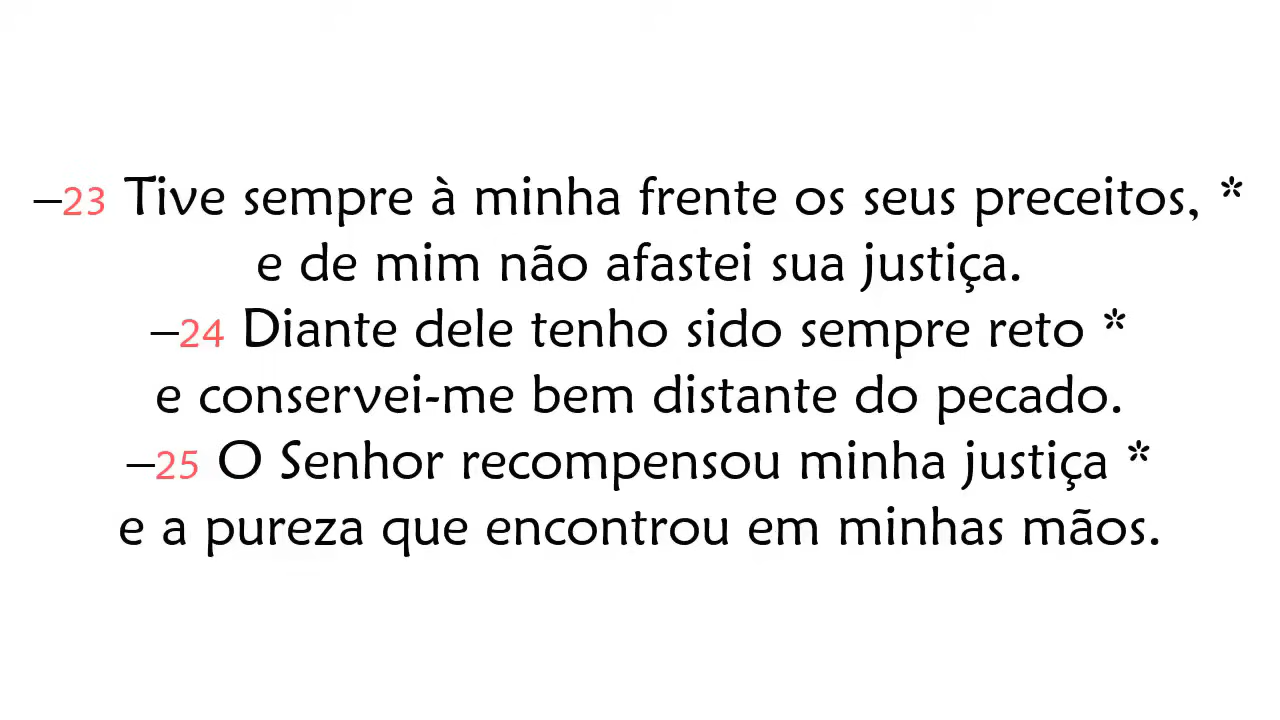 –23 Tive sempre à minha frente os seus preceitos, *
e de mim não afastei sua justiça.
–24 Diante dele tenho sido sempre reto *
e conservei-me bem distante do pecado.
–25 O Senhor recompensou minha justiça *
e a pureza que encontrou em minhas mãos.